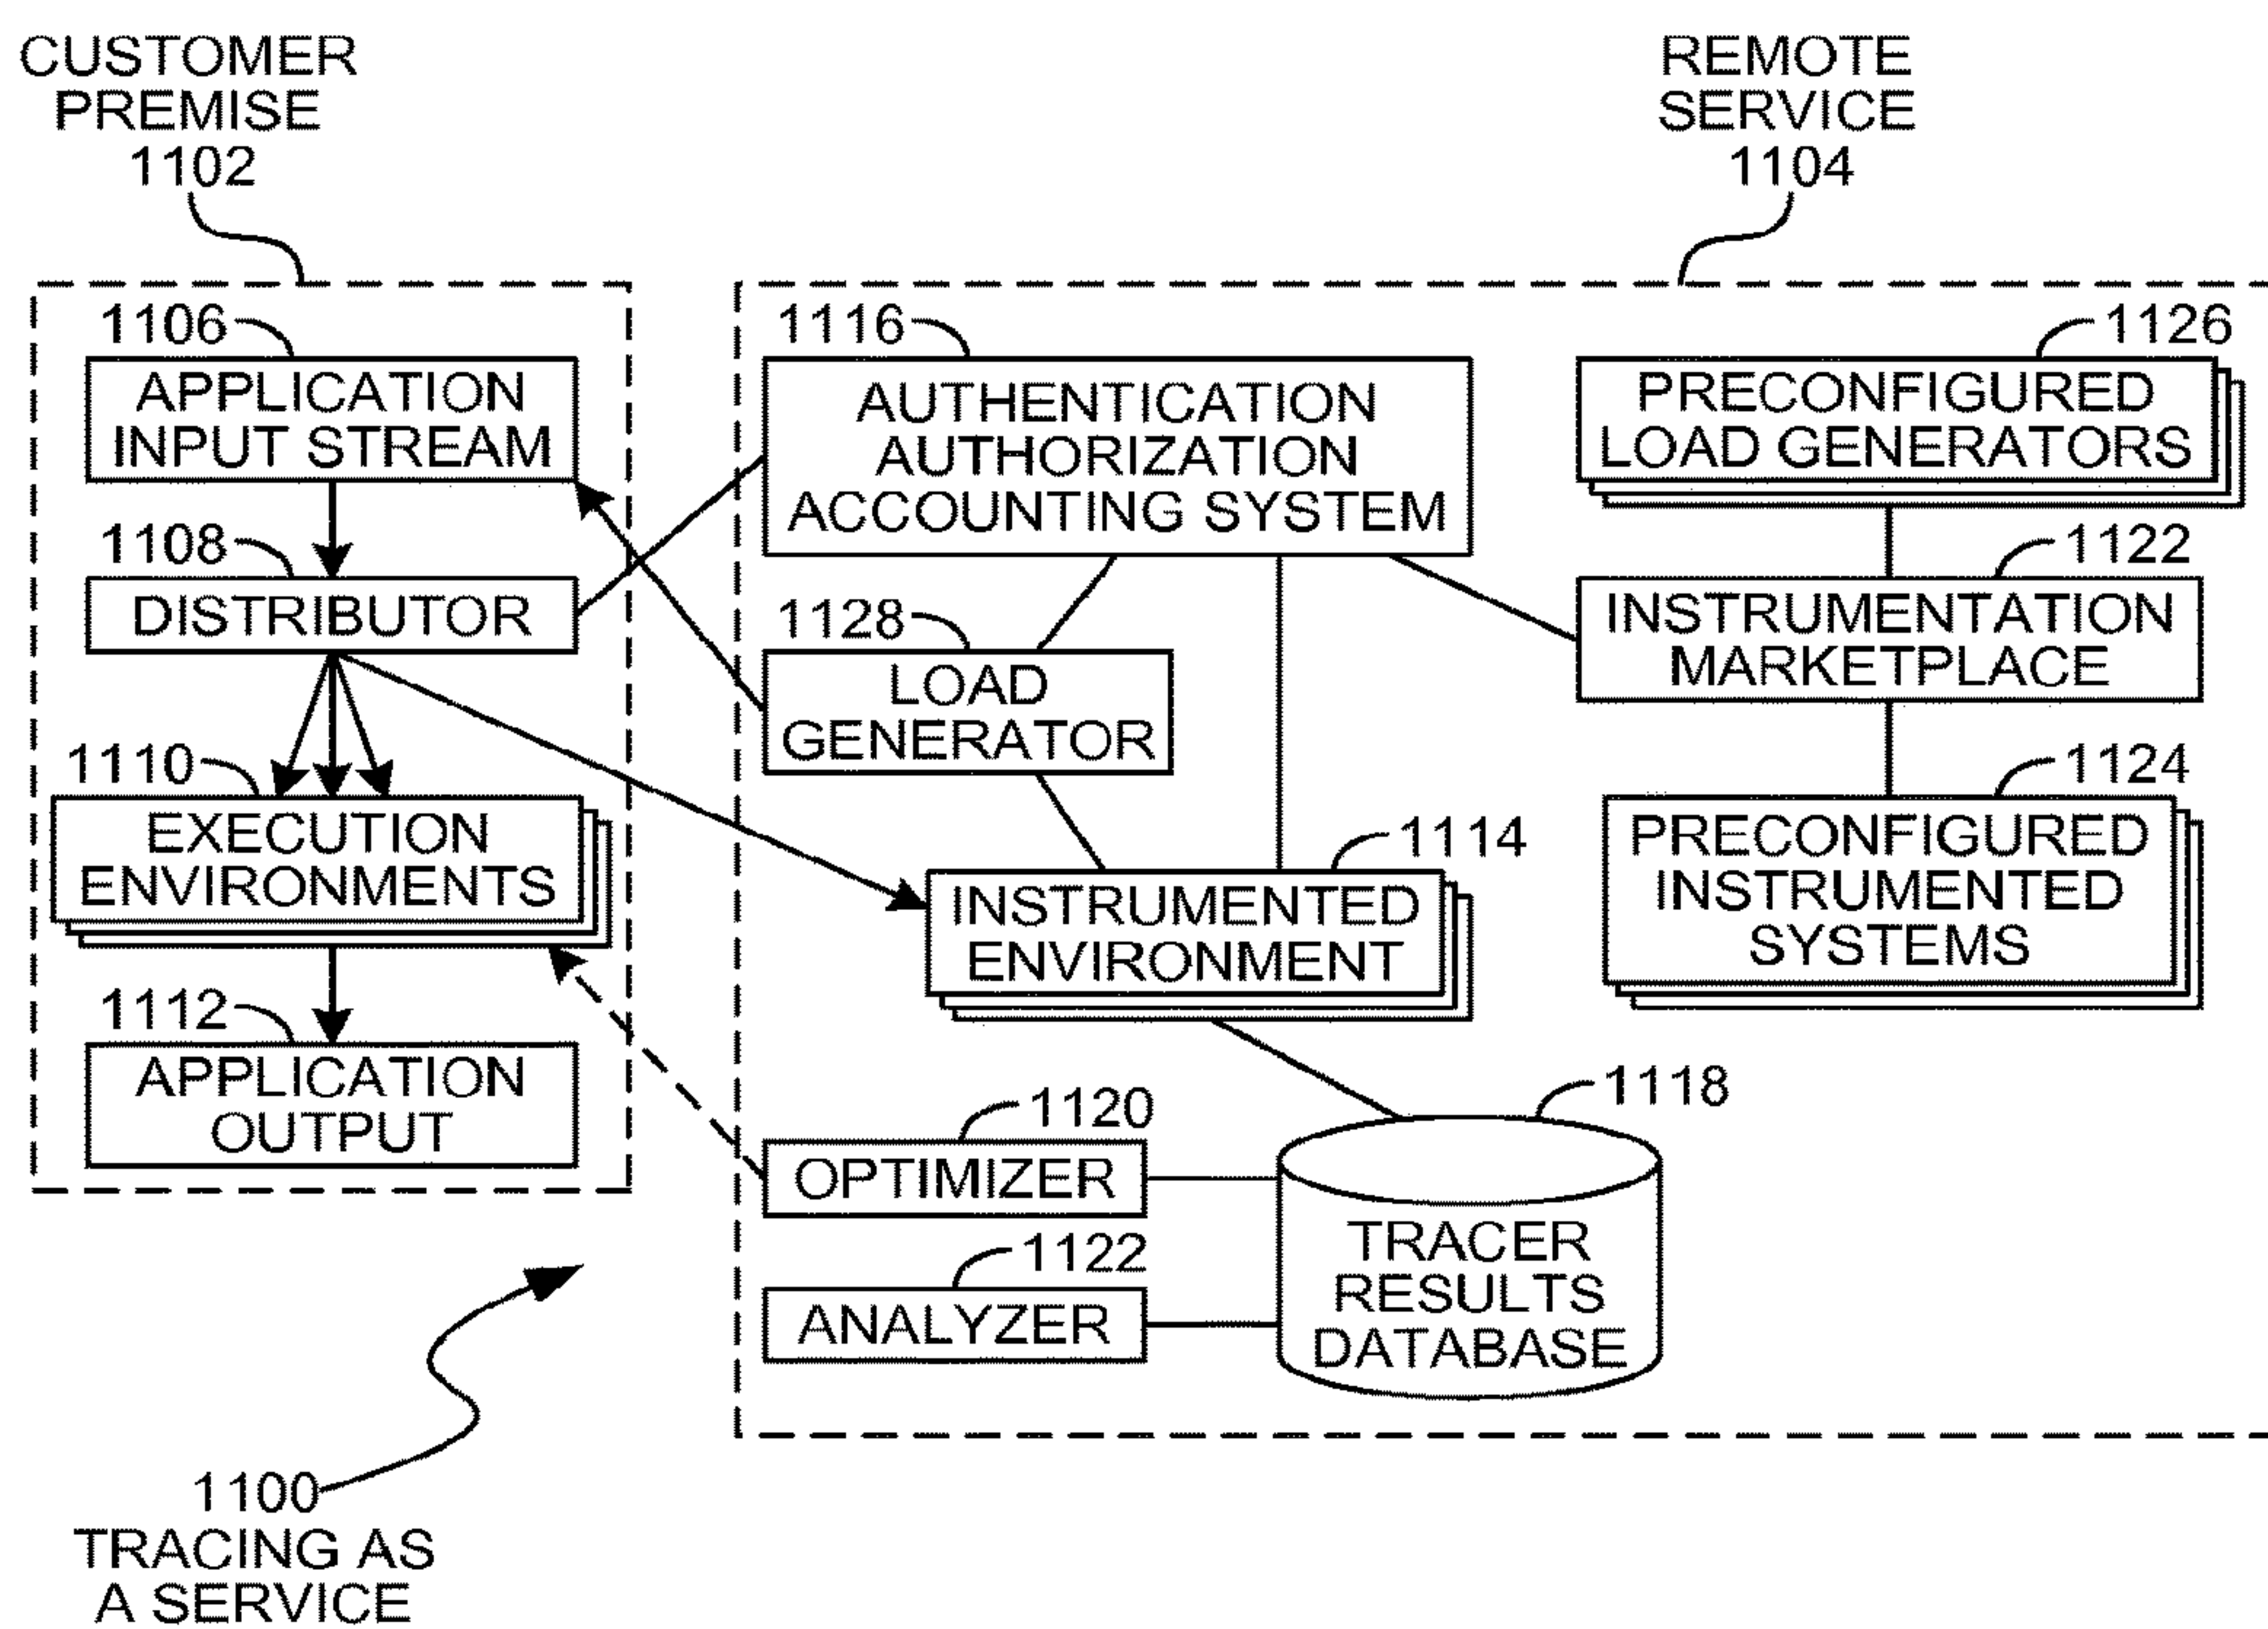 CUSTOMER
PREMISE
1102
REMOTE
SERVICE
1104
1106
APPLICATION
INPUT STREAM
1108
DISTRIBUTOR
1110
EXECUTION
ENVIRONMENTS
1112
APPLICATION
OUTPUT
1116
AUTHENTICATION
AUTHORIZATION
ACCOUNTING SYSTEM
1128
LOAD
GENERATOR
1114
INSTRUMENTED
ENVIRONMENT
1126
PRECONFIGURED
LOAD GENERATORS
1122
INSTRUMENTATION
MARKETPLACE
1124
PRECONFIGURED
INSTRUMENTED
SYSTEMS
1120
OPTIMIZER
1122
ANALYZER
1118
TRACER
RESULTS
DATABASE
1100
TRACING AS
A SERVICE